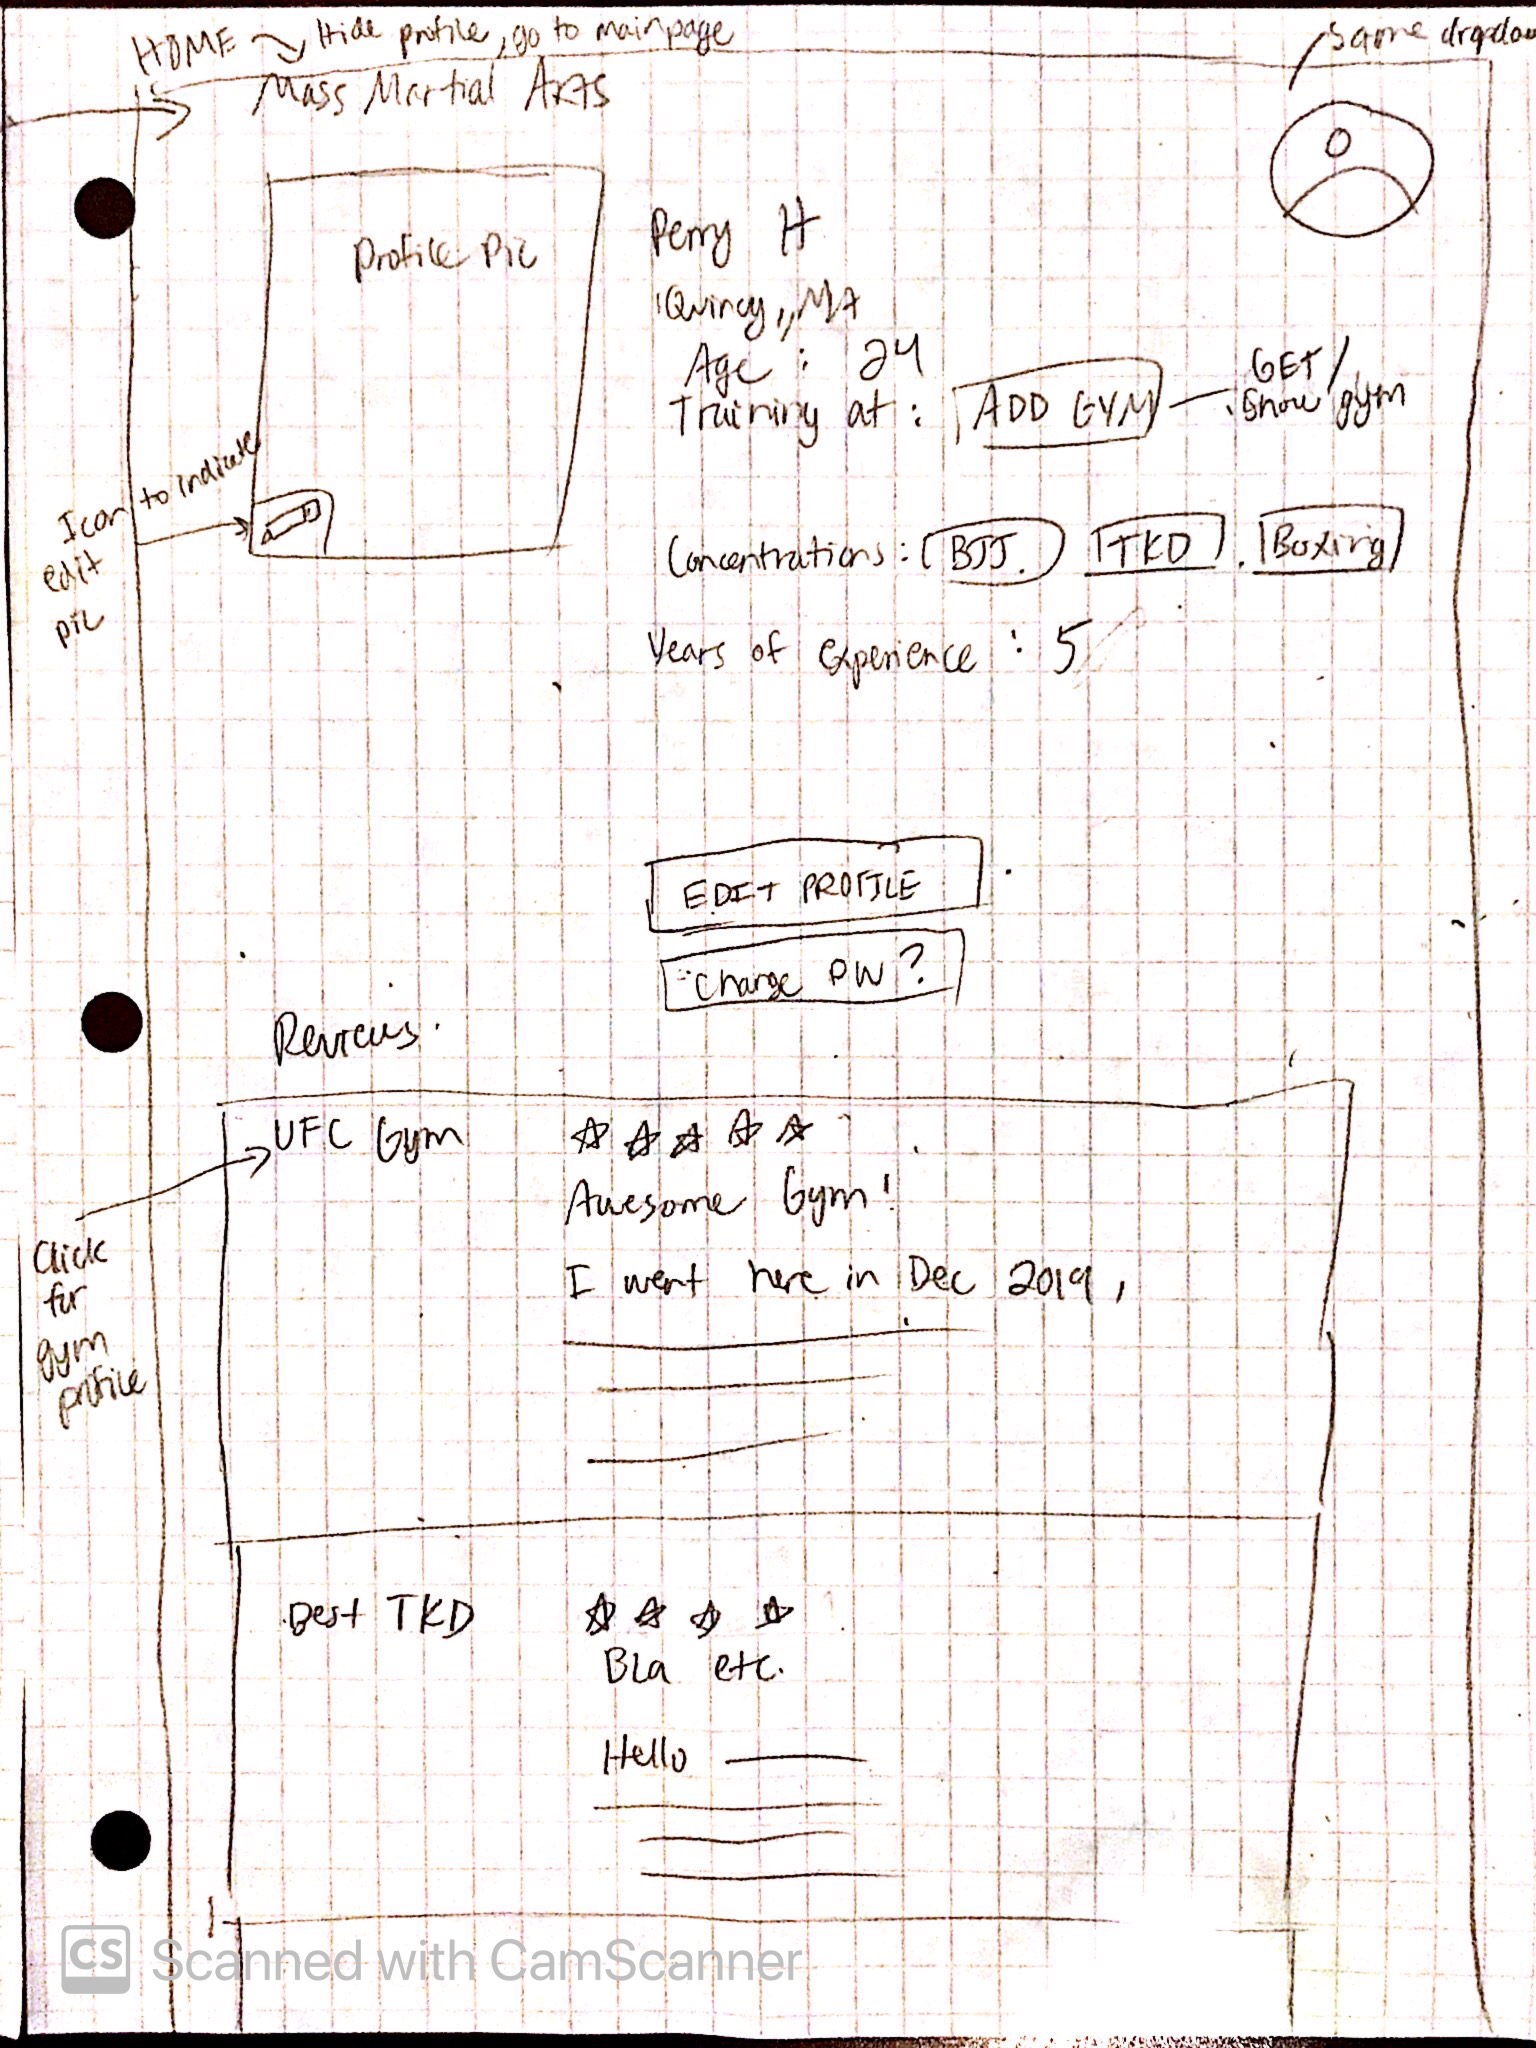 HOME Hide profile, go to mainpage
same dropdow
Mass Martial Arts
Profile Pic
Perry H
Quincy, MA
Age : 24
Training at : ADD GYM
GET/
show gym
Icon to indicate
edit
pic
Concentrations : BJJ. TKD Boxing
Years of experience : 5
EDIT PROFILE
Change PW ?
Reviews.
UFC Gym
Awesome Gym!
I went here in Dec 2019,
Click
for
gym
profile
Best TKD
Bla etc.
Hello
CS Scanned with CamScanner